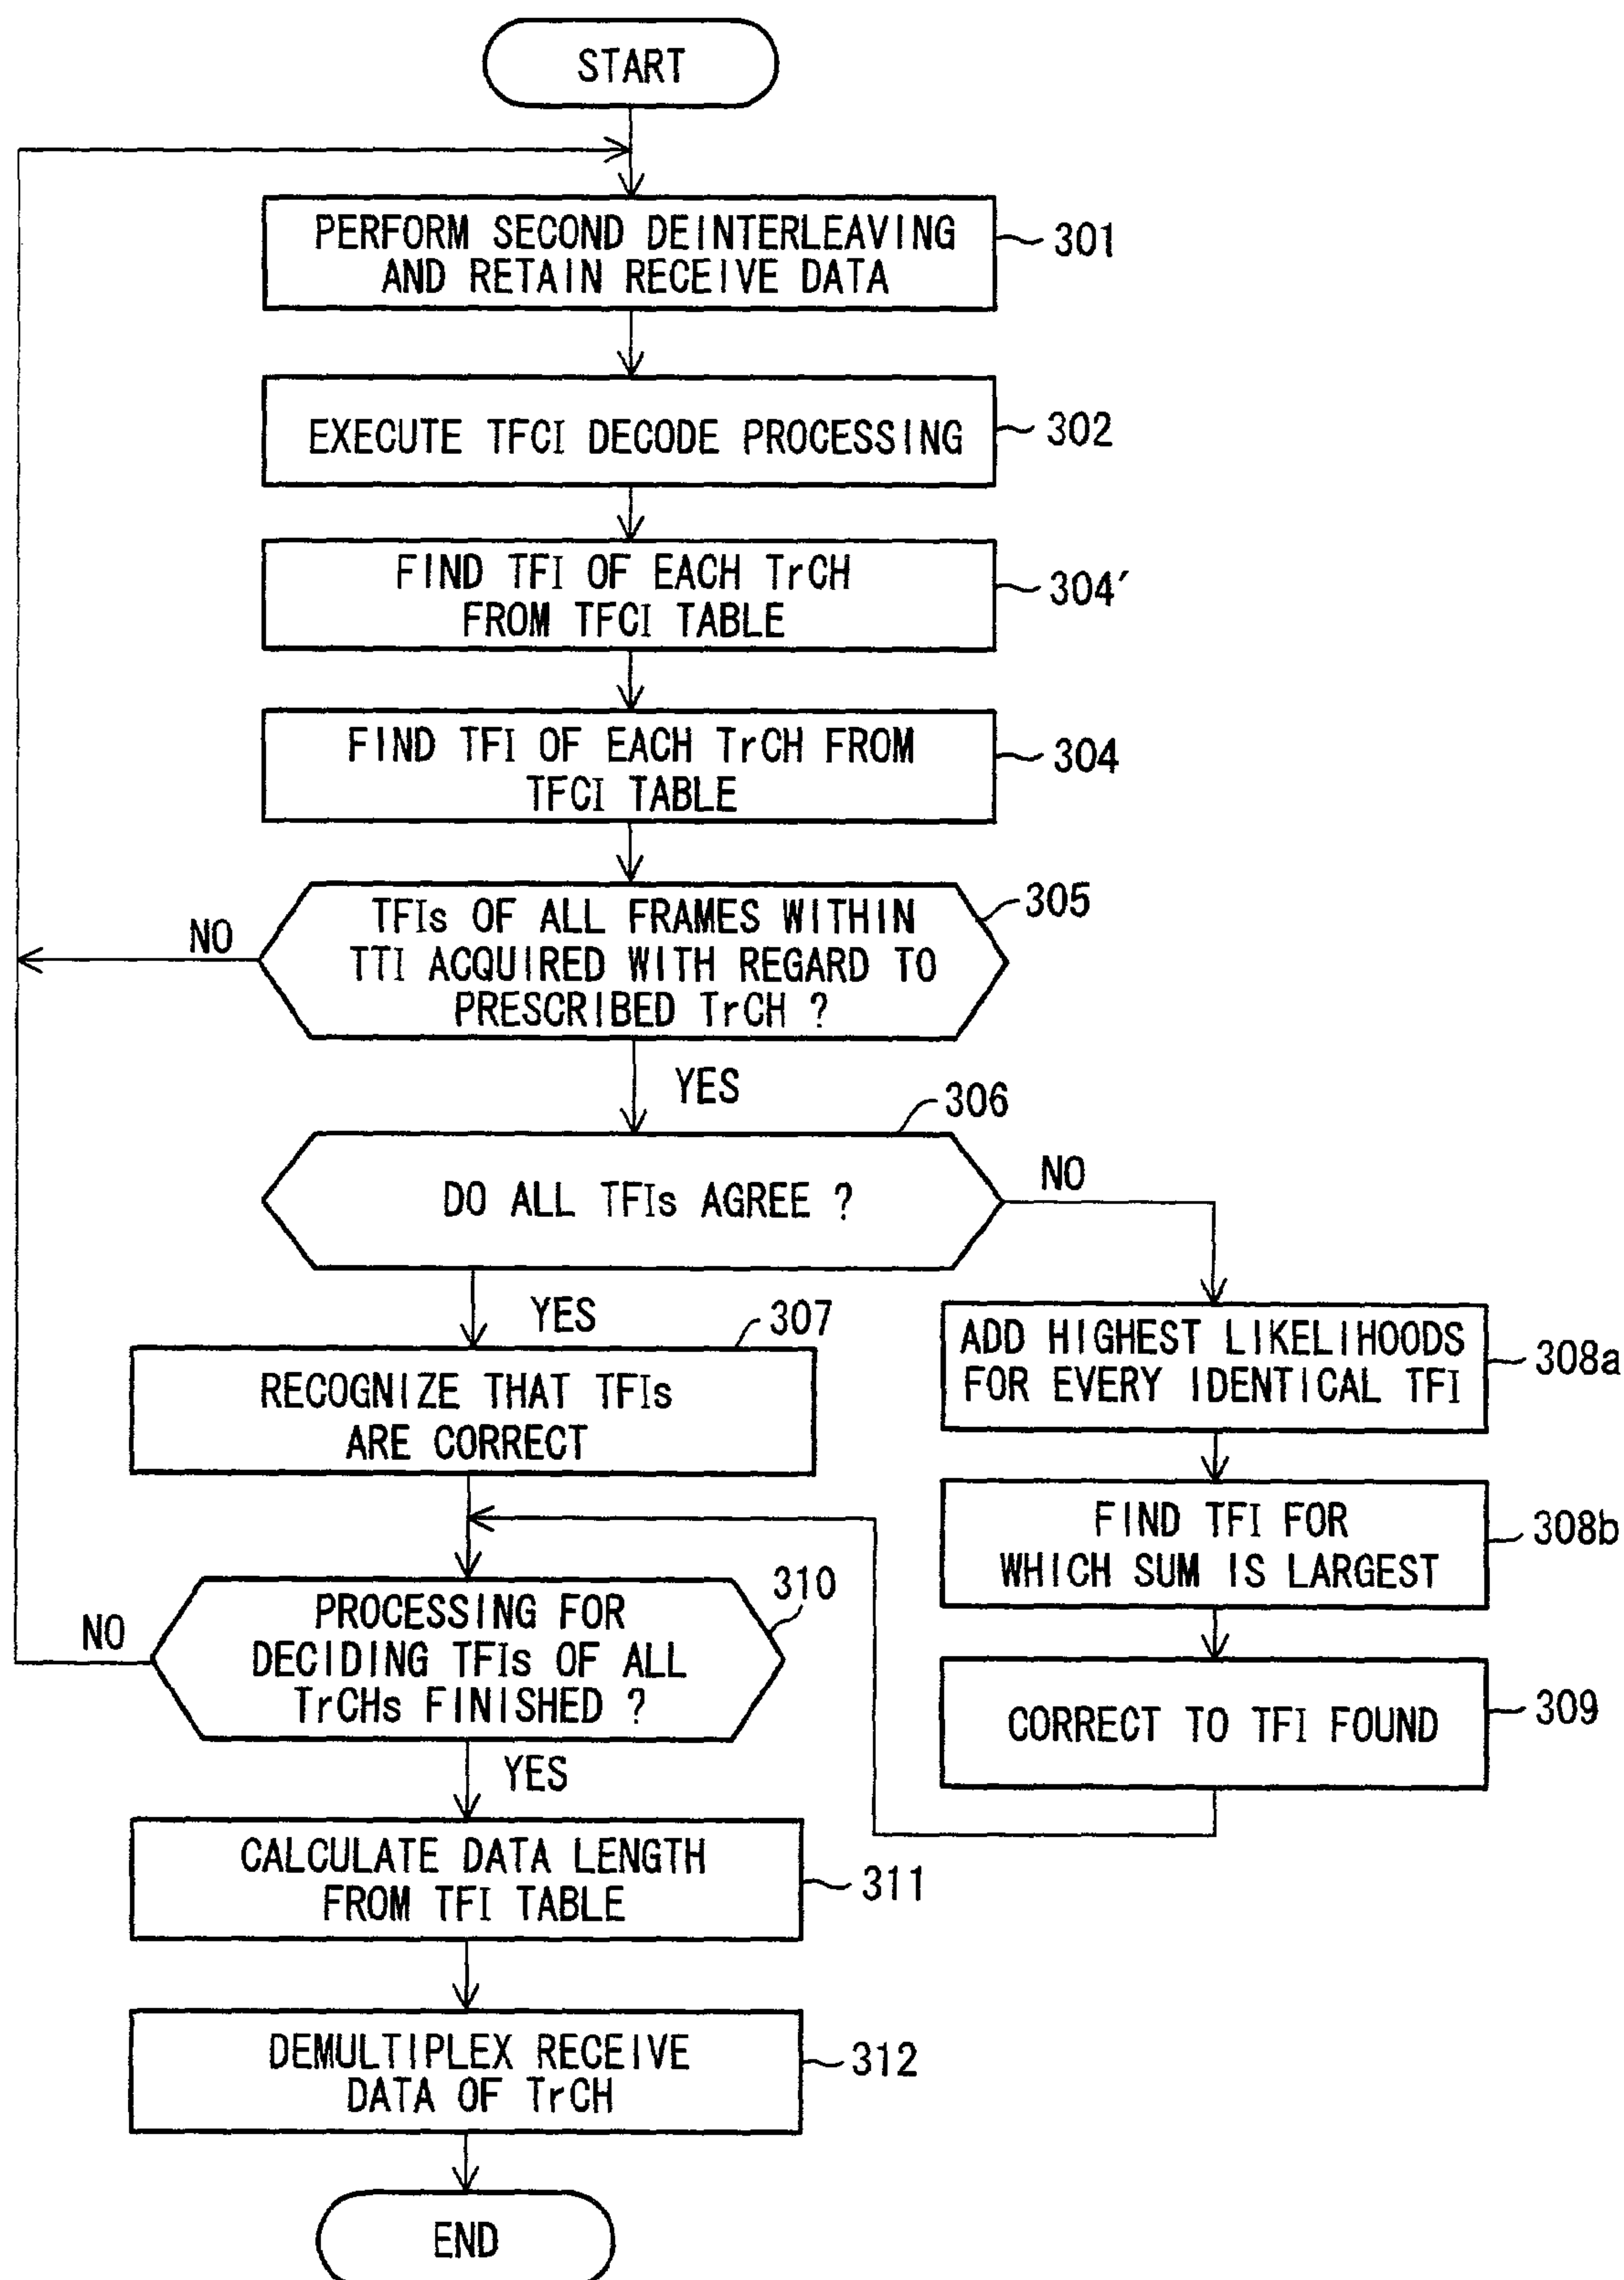 START
PERFORM SECOND DEINTERLEAVING
AND RETAIN RECEIVE DATA
301
EXECUTE TFCI DECODE PROCESSING
302
FIND TFI OF EACH TrCH
FROM TFCI TABLE
304′
FIND TFI OF EACH TrCH FROM
TFCI TABLE
304
TFIs OF ALL FRAMES WITHIN
TTI ACQUIRED WITH REGARD TO
PRESCRIBED TrCH ?
305
NO
YES
306
DO ALL TFIs AGREE ?
NO
YES
307
RECOGNIZE THAT TFIs
ARE CORRECT
ADD HIGHEST LIKELIHOODS
FOR EVERY IDENTICAL TFI
308a
FIND TFI FOR
WHICH SUM IS LARGEST
308b
CORRECT TO TFI FOUND
309
310
PROCESSING FOR
DECIDING TFIs OF ALL
TrCHs FINISHED ?
NO
YES
CALCULATE DATA LENGTH
FROM TFI TABLE
311
DEMULTIPLEX RECEIVE
DATA OF TrCH
312
END